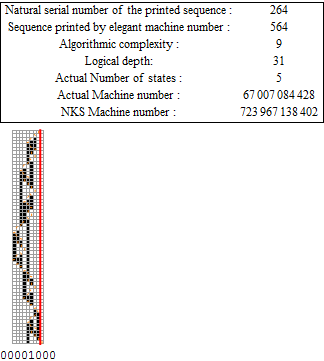 Natural serial number of the printed sequence : 264
Sequence printed by elegant machine number : 564
Algorithmic complexity : 9
Logical depth: 31
Actual Number of states : 5
Actual Machine number : 67 007 084 428
NKS Machine number : 723 967 138 402
00001000